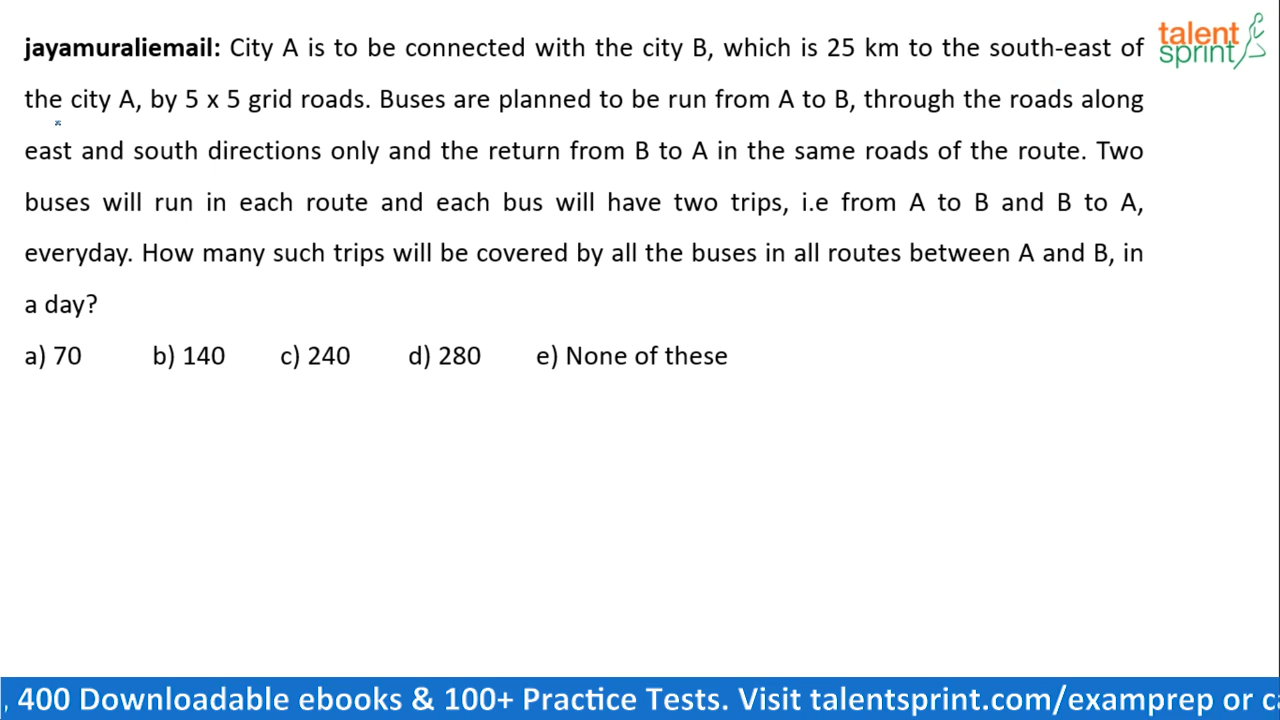 jayamuraliemail: City A is to be connected with the city B, which is 25 km to the south-east of
the city A, by 5 x 5 grid roads. Buses are planned to be run from A to B, through the roads along
east and south directions only and the return from B to A in the same roads of the route. Two
buses will run in each route and each bus will have two trips, i.e from A to B and B to A,
everyday. How many such trips will be covered by all the buses in all routes between A and B, in
a day?
a) 70 b) 140 c) 240 d) 280 e) None of these
talent
sprint
, 400 Downloadable ebooks & 100+ Practice Tests. Visit talentsprint.com/examprep or